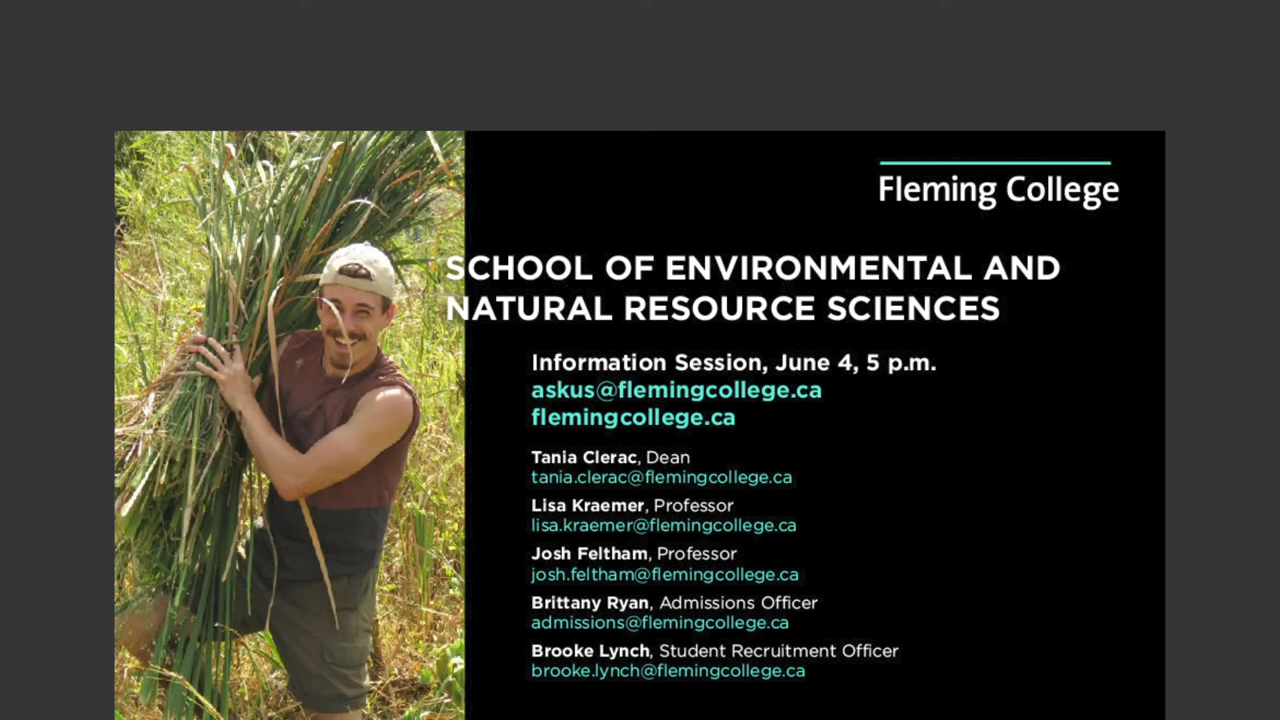 Fleming College
SCHOOL OF ENVIRONMENTAL AND
NATURAL RESOURCE SCIENCES
Information Session, June 4, 5 p.m.
askus@flemingcollege.ca
flemingcollege.ca
Tania Clerac, Dean
tania.clerac@flemingcollege.ca
Lisa Kraemer, Professor
lisa.kraemer@flemingcollege.ca
Josh Feltham, Professor
josh.feltham@flemingcollege.ca
Brittany Ryan, Admissions Officer
admissions@flemingcollege.ca
Brooke Lynch, Student Recruitment Officer
brooke.lynch@flemingcollege.ca